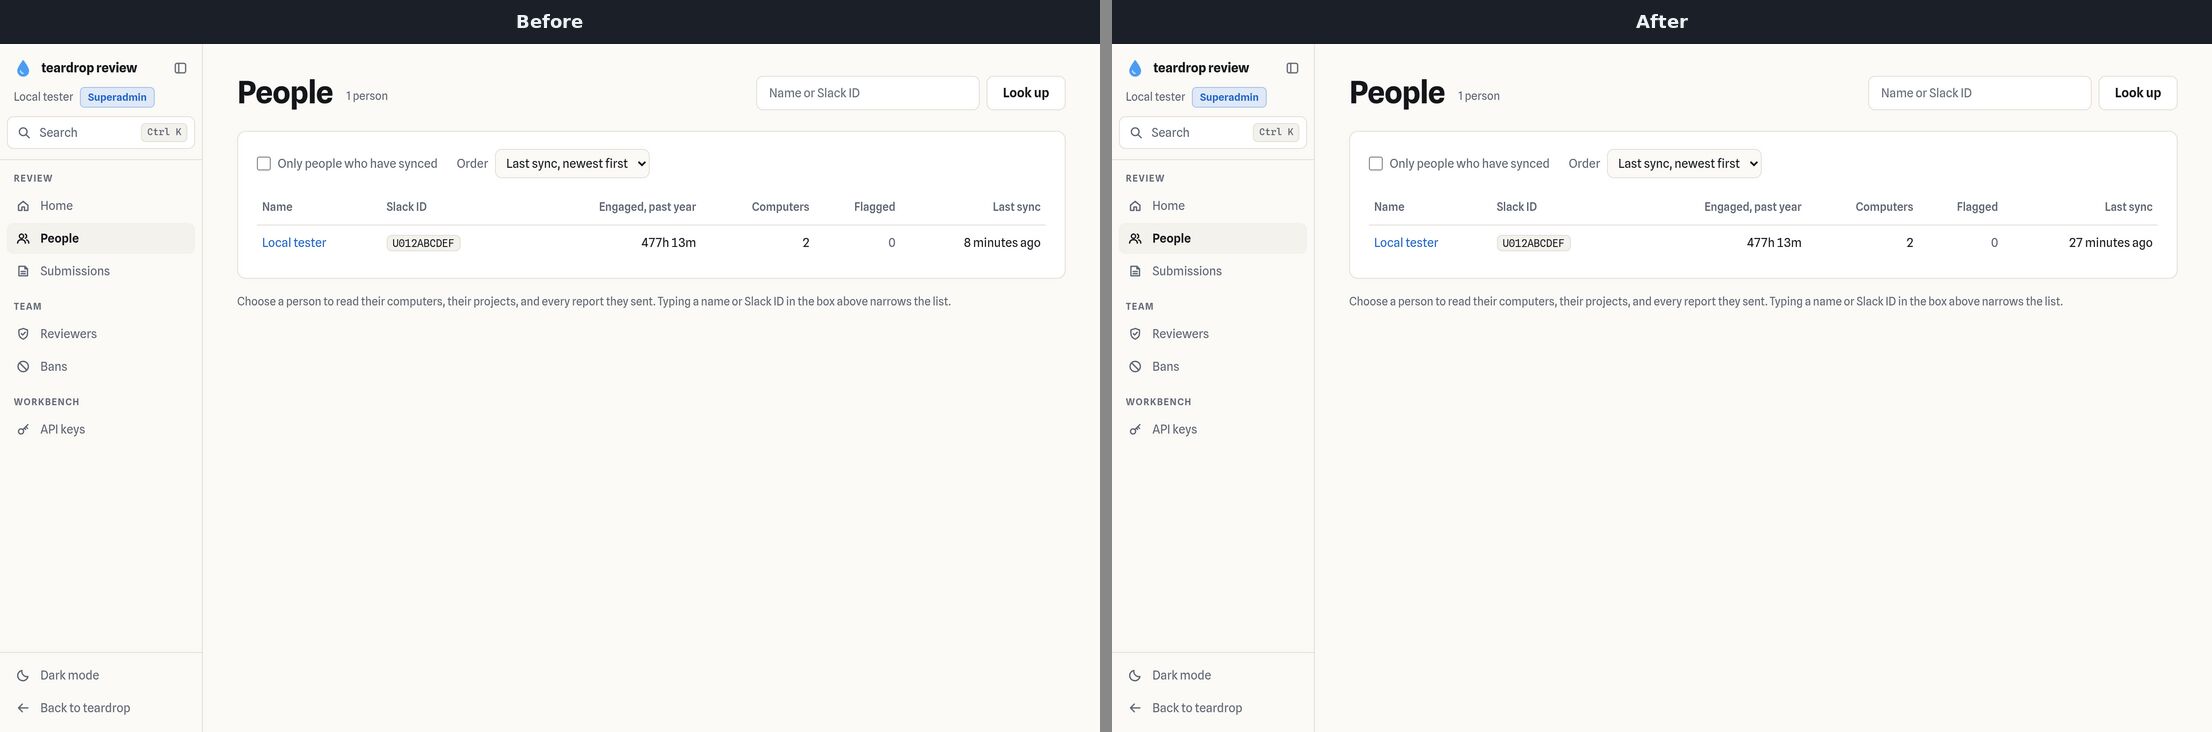 Before
teardrop review
Local tester Superadmin
Search Ctrl K
REVIEW
Home
People
Submissions
TEAM
Reviewers
Bans
WORKBENCH
API keys
Dark mode
Back to teardrop
People 1 person
Name or Slack ID Look up
Only people who have synced Order Last sync, newest first
Name Slack ID Engaged, past year Computers Flagged Last sync
Local tester U012ABCDEF 477h 13m 2 0 8 minutes ago
Choose a person to read their computers, their projects, and every report they sent. Typing a name or Slack ID in the box above narrows the list.
After
teardrop review
Local tester Superadmin
Search Ctrl K
REVIEW
Home
People
Submissions
TEAM
Reviewers
Bans
WORKBENCH
API keys
Dark mode
Back to teardrop
People 1 person
Name or Slack ID Look up
Only people who have synced Order Last sync, newest first
Name Slack ID Engaged, past year Computers Flagged Last sync
Local tester U012ABCDEF 477h 13m 2 0 27 minutes ago
Choose a person to read their computers, their projects, and every report they sent. Typing a name or Slack ID in the box above narrows the list.